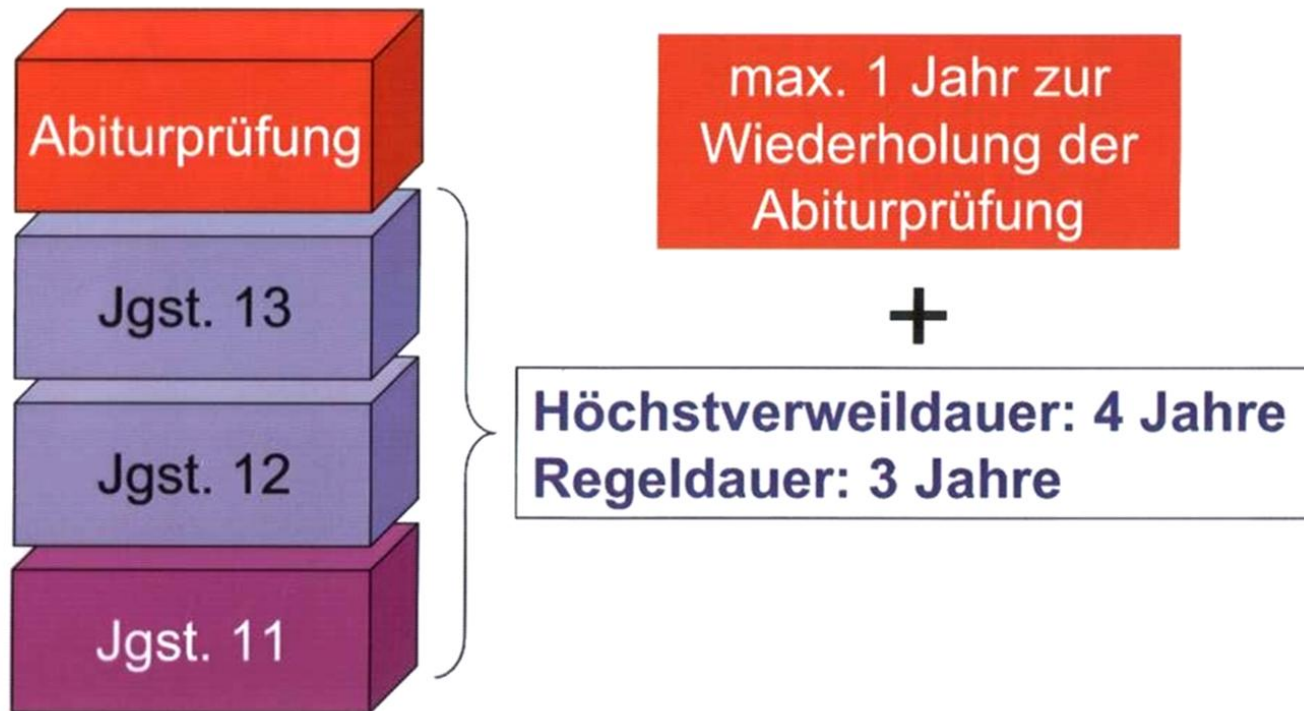 Abiturprüfung
Jgst. 13
Jgst. 12
Jgst. 11
max. 1 Jahr zur
Wiederholung der
Abiturprüfung
+
Höchstverweildauer: 4 Jahre
Regeldauer: 3 Jahre